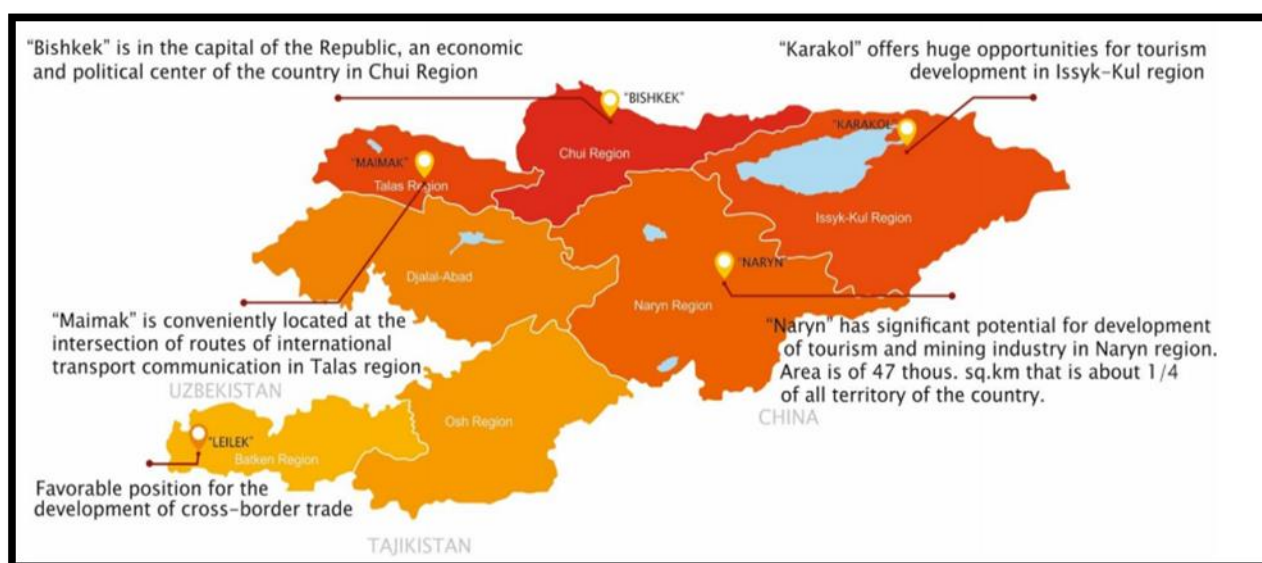 “Bishkek” is in the capital of the Republic, an economic
and political center of the country in Chui Region
“Karakol” offers huge opportunities for tourism
development in Issyk-Kul region
“BISHKEK”
“KARAKOL”
Chui Region
“MAIMAK”
Talas Region
Issyk-Kul Region
“NARYN”
Djalal-Abad
Naryn Region
“Maimak” is conveniently located at the
intersection of routes of international
transport communication in Talas region
“Naryn” has significant potential for development
of tourism and mining industry in Naryn region.
Area is of 47 thous. sq.km that is about 1/4
of all territory of the country.
UZBEKISTAN
CHINA
Osh Region
“LEILEK”
Batken Region
Favorable position for the
development of cross-border trade
TAJIKISTAN